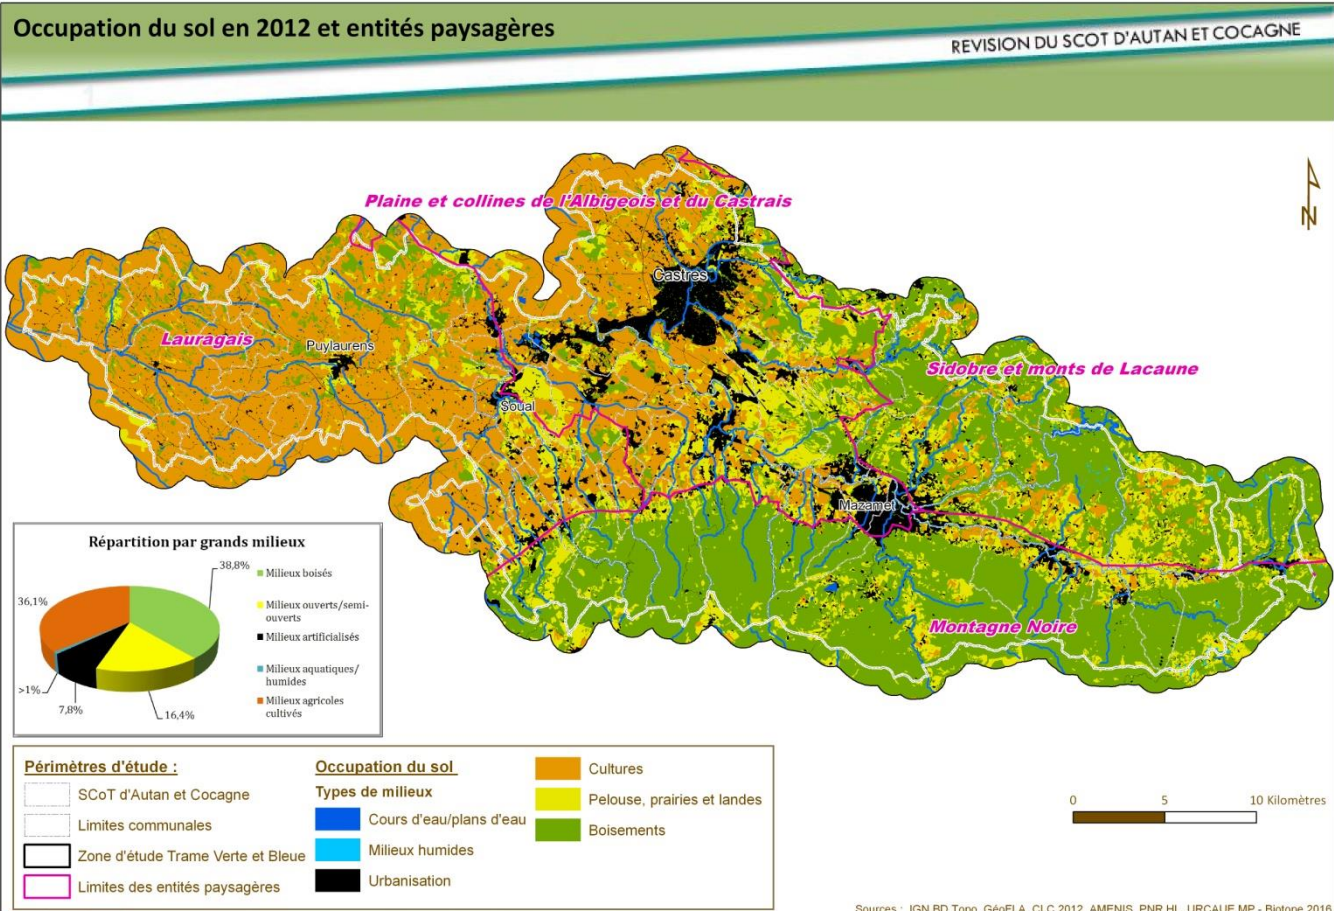 Occupation du sol en 2012 et entités paysagères
REVISION DU SCOT D'AUTAN ET COCAGNE
Plaine et collines de l'Albigeois et du Castrais
N
Castres
Lauragais
Puylaurens
Sidobre et monts de Lacaune
Soual
Mazamet
Montagne Noire
Répartition par grands milieux
38,8%
36,1%
>1%
7,8%
16,4%
Milieux boisés
Milieux ouverts/semi-
ouverts
Milieux artificialisés
Milieux aquatiques/
humides
Milieux agricoles
cultivés
Périmètres d'étude :
SCoT d'Autan et Cocagne
Limites communales
Zone d'étude Trame Verte et Bleue
Limites des entités paysagères
Occupation du sol
Types de milieux
Cours d'eau/plans d'eau
Milieux humides
Urbanisation
Cultures
Pelouse, prairies et landes
Boisements
0 5 10 Kilomètres
Sources : IGN BD Topo, GéoFLA, CLC 2012, AMENIS, PNR HL, URCAUE MP - Biotope 2016